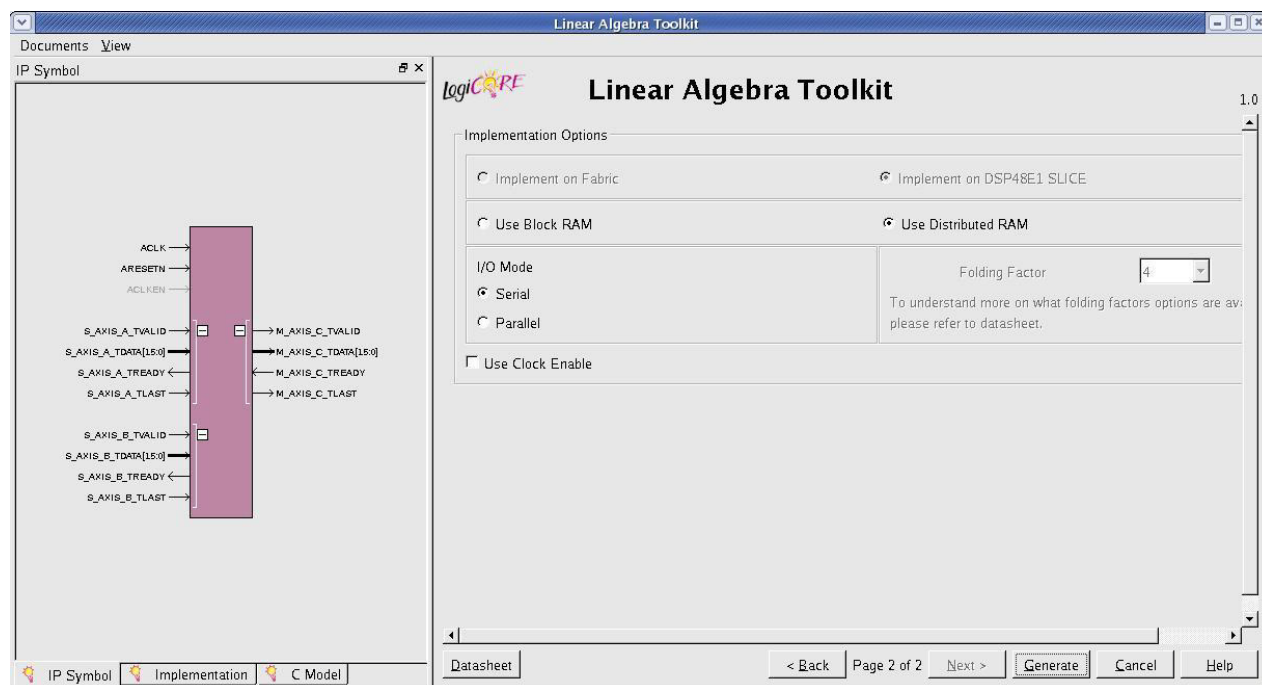 Linear Algebra Toolkit
Documents View
IP Symbol
ACLK
ARESETN
ACLKEN
S_AXIS_A_TVALID
S_AXIS_A_TDATA[15:0]
S_AXIS_A_TREADY
S_AXIS_A_TLAST
M_AXIS_C_TVALID
M_AXIS_C_TDATA[15:0]
M_AXIS_C_TREADY
M_AXIS_C_TLAST
S_AXIS_B_TVALID
S_AXIS_B_TDATA[15:0]
S_AXIS_B_TREADY
S_AXIS_B_TLAST
IP Symbol Implementation C Model
LogiCORE
Linear Algebra Toolkit
1.0
Implementation Options
Implement on Fabric Implement on DSP48E1 SLICE
Use Block RAM Use Distributed RAM
I/O Mode
Serial
Parallel
Folding Factor 4
To understand more on what folding factors options are ava
please refer to datasheet.
Use Clock Enable
Datasheet < Back Page 2 of 2 Next > Generate Cancel Help